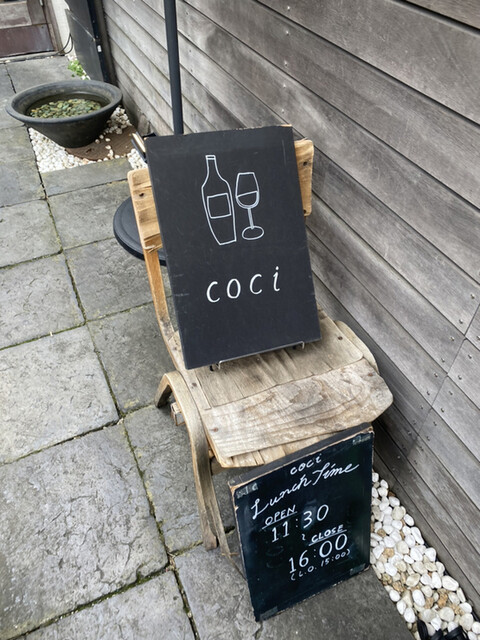 coci
coci
Lunch Time
OPEN
11:30
≀ CLOSE
16:00
(L.O. 15:00)